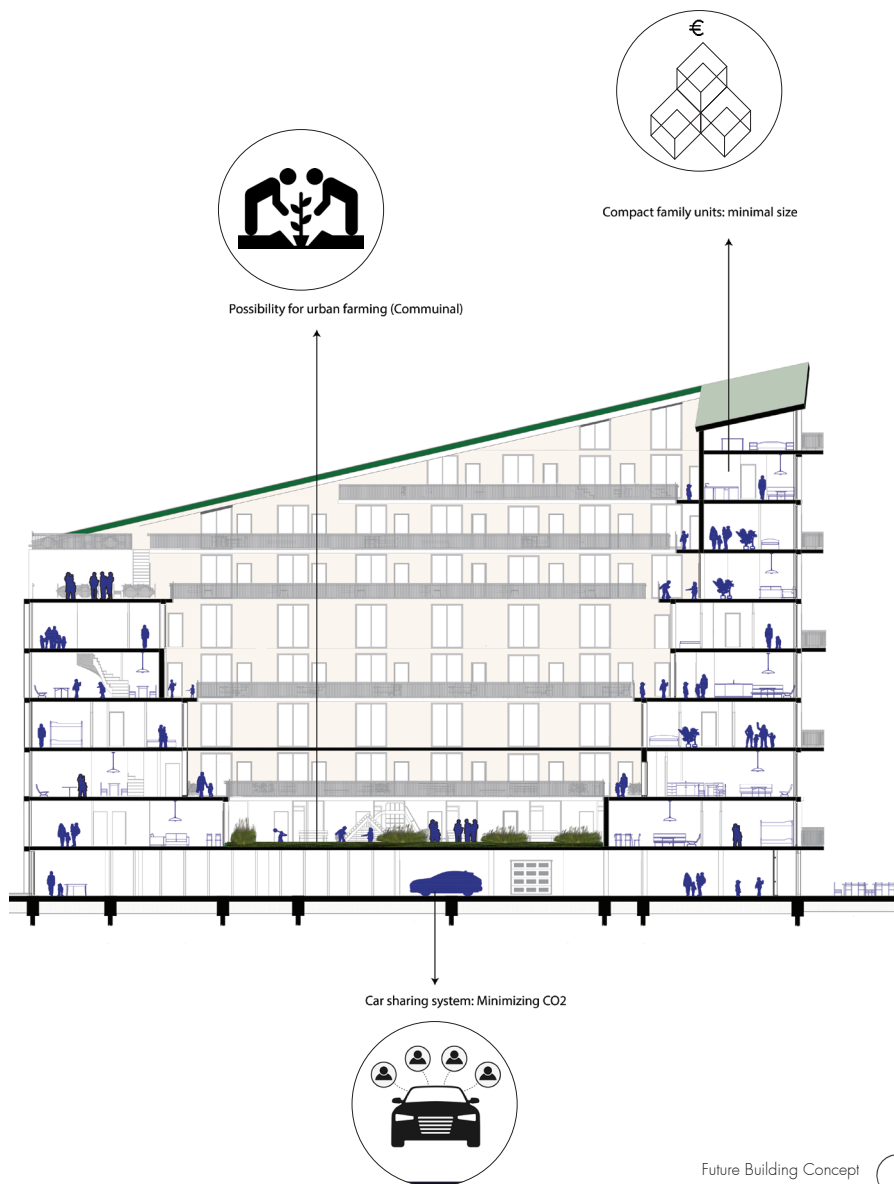 €
Compact family units: minimal size
Possibility for urban farming (Commuinal)
Car sharing system: Minimizing CO2
Future Building Concept